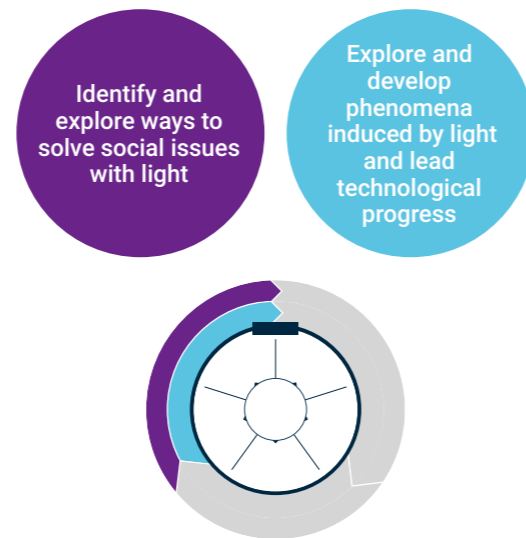 Identify and
explore ways to
solve social issues
with light
Explore and
develop
phenomena
induced by light
and lead
technological
progress